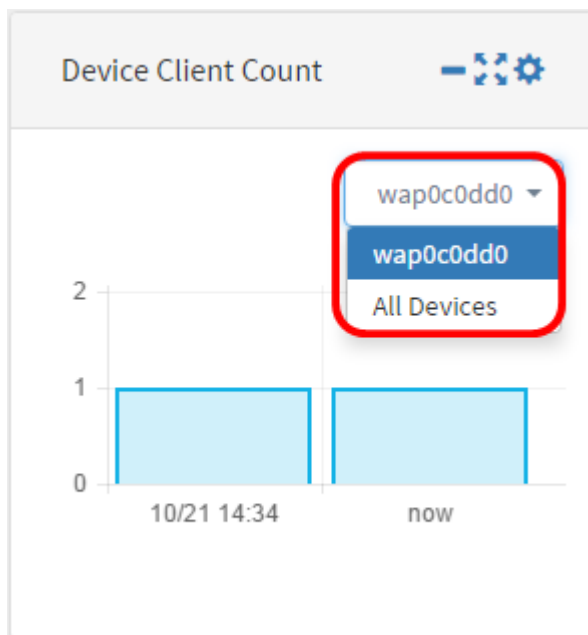 Device Client Count
wap0c0dd0
wap0c0dd0
All Devices
2
1
0
10/21 14:34 now